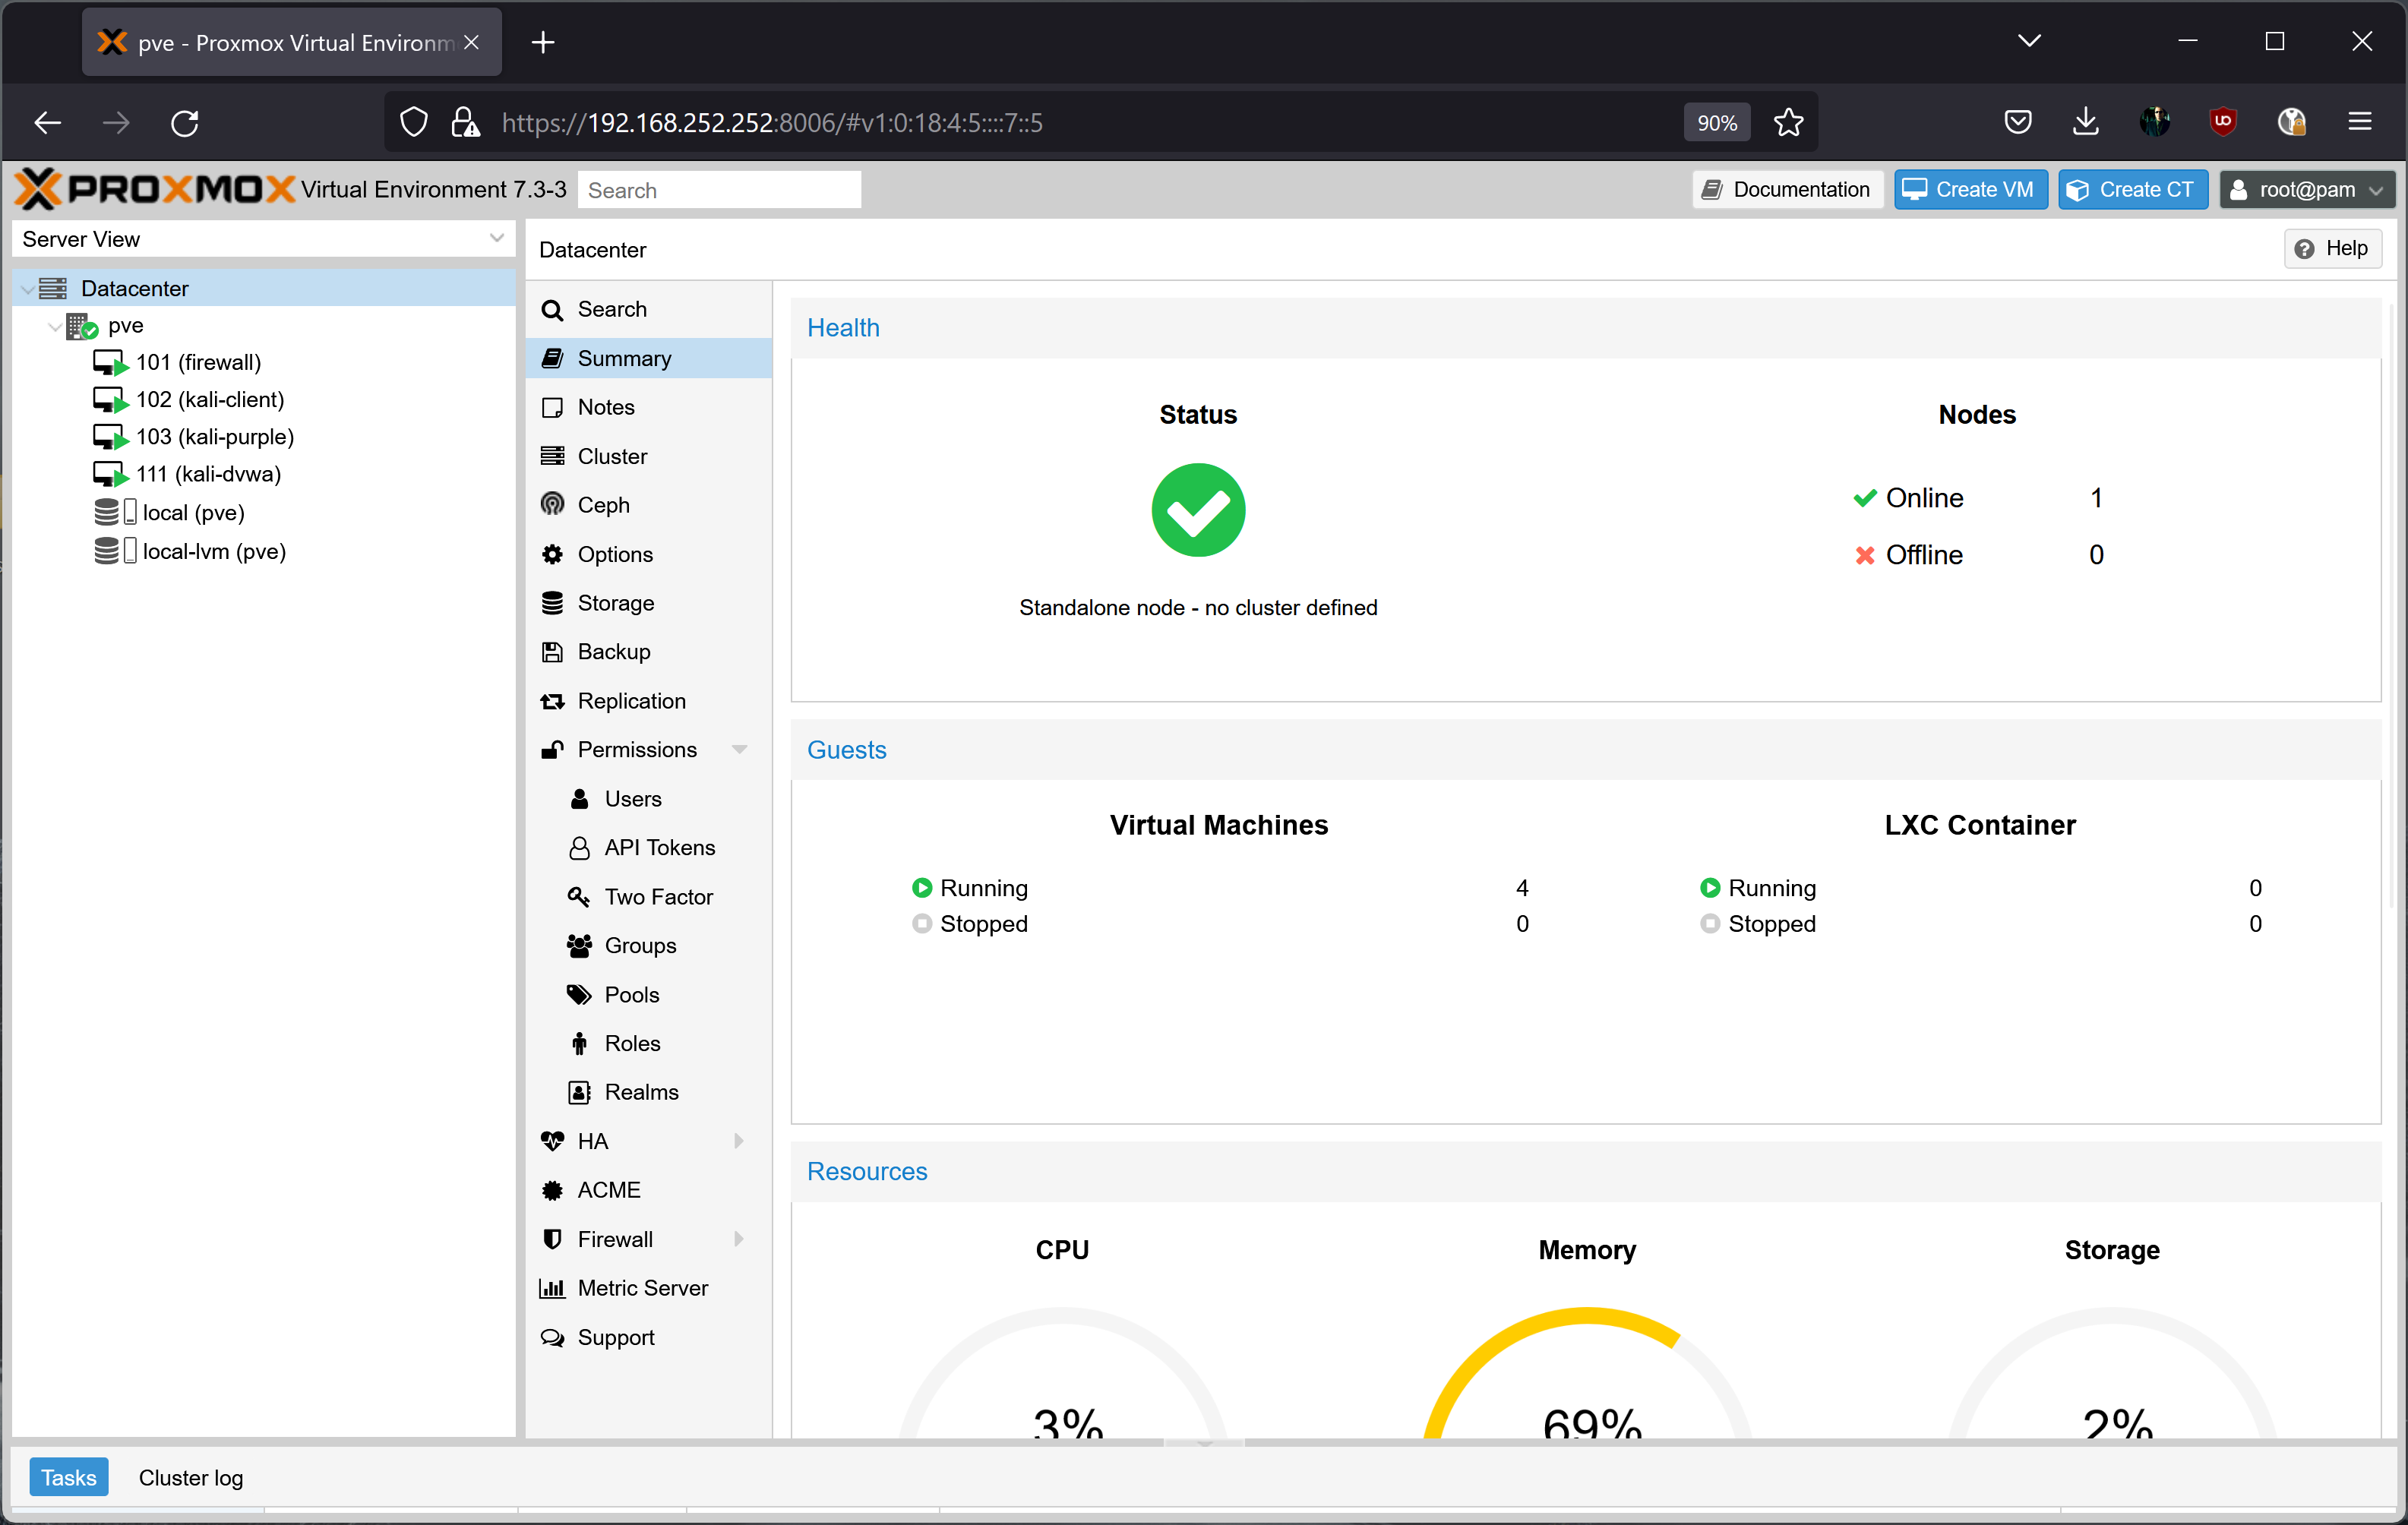 pve - Proxmox Virtual Environm
https://192.168.252.252:8006/#v1:0:18:4:5::::7::5
90%
PROXMOX Virtual Environment 7.3-3 Search Documentation Create VM Create CT root@pam
Server View
Datacenter
pve
101 (firewall)
102 (kali-client)
103 (kali-purple)
111 (kali-dvwa)
local (pve)
local-lvm (pve)
Datacenter
Help
Search
Summary
Notes
Cluster
Ceph
Options
Storage
Backup
Replication
Permissions
Users
API Tokens
Two Factor
Groups
Pools
Roles
Realms
HA
ACME
Firewall
Metric Server
Support
Health
Status
Standalone node - no cluster defined
Nodes
Online 1
Offline 0
Guests
Virtual Machines
Running 4
Stopped 0
LXC Container
Running 0
Stopped 0
Resources
CPU
3%
Memory
69%
Storage
2%
Tasks
Cluster log